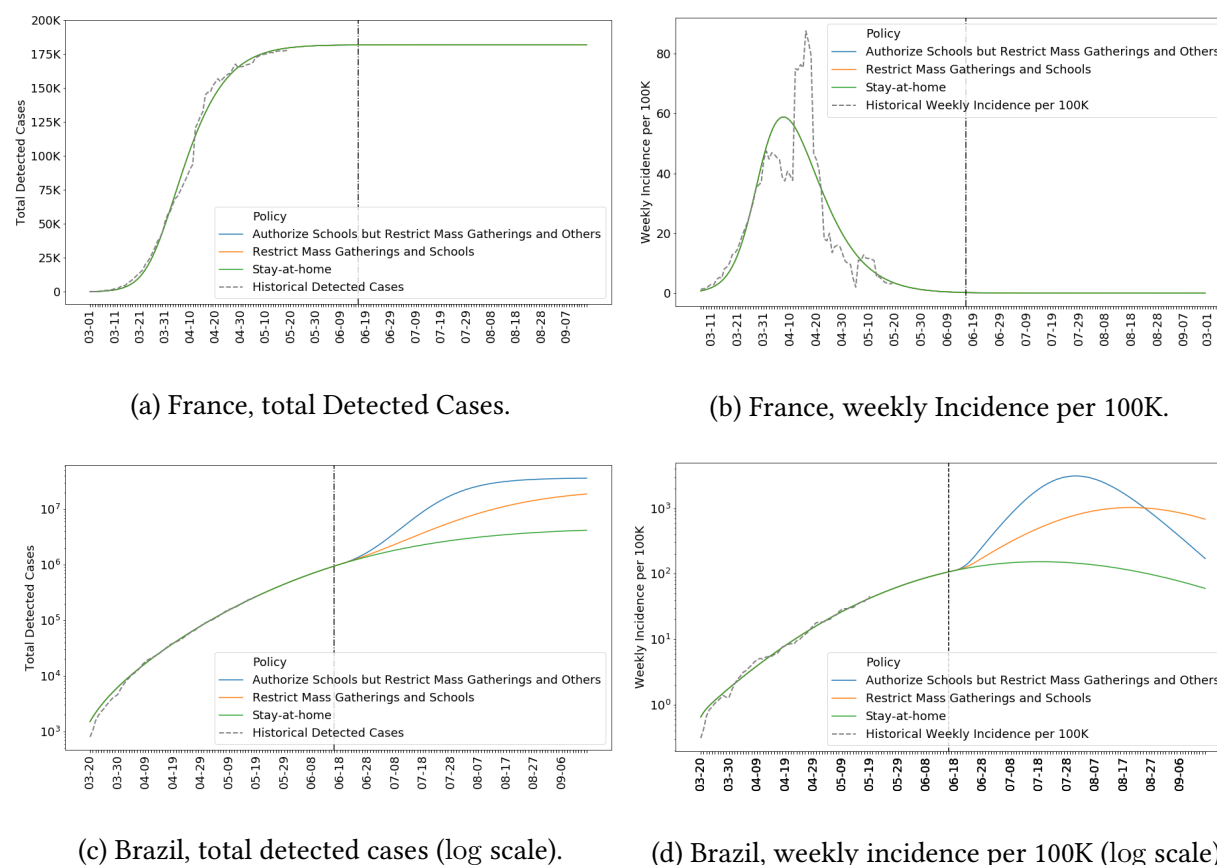 200K
175K
150K
125K
100K
75K
50K
25K
0
Total Detected Cases
Policy
Authorize Schools but Restrict Mass Gatherings and Others
Restrict Mass Gatherings and Schools
Stay-at-home
Historical Detected Cases
03-01
03-11
03-21
03-31
04-10
04-20
04-30
05-10
05-20
05-30
06-09
06-19
06-29
07-09
07-19
07-29
08-08
08-18
08-28
09-07
(a) France, total Detected Cases.
80
60
40
20
0
Weekly Incidence per 100K
Policy
Authorize Schools but Restrict Mass Gatherings and Others
Restrict Mass Gatherings and Schools
Stay-at-home
Historical Weekly Incidence per 100K
03-11
03-21
03-31
04-10
04-20
04-30
05-10
05-20
05-30
06-09
06-19
06-29
07-09
07-19
07-29
08-08
08-18
08-28
09-07
03-01
(b) France, weekly Incidence per 100K.
10^7
10^6
10^5
10^4
10^3
Total Detected Cases
Policy
Authorize Schools but Restrict Mass Gatherings and Others
Restrict Mass Gatherings and Schools
Stay-at-home
Historical Detected Cases
03-20
03-30
04-09
04-19
04-29
05-09
05-19
05-29
06-08
06-18
06-28
07-08
07-18
07-28
08-07
08-17
08-27
09-06
(c) Brazil, total detected cases (log scale).
10^3
10^2
10^1
10^0
Weekly Incidence per 100K
Policy
Authorize Schools but Restrict Mass Gatherings and Others
Restrict Mass Gatherings and Schools
Stay-at-home
Historical Weekly Incidence per 100K
03-20
03-30
04-09
04-19
04-29
05-09
05-19
05-29
06-08
06-18
06-28
07-08
07-18
07-28
08-07
08-17
08-27
09-06
(d) Brazil, weekly incidence per 100K (log scale)